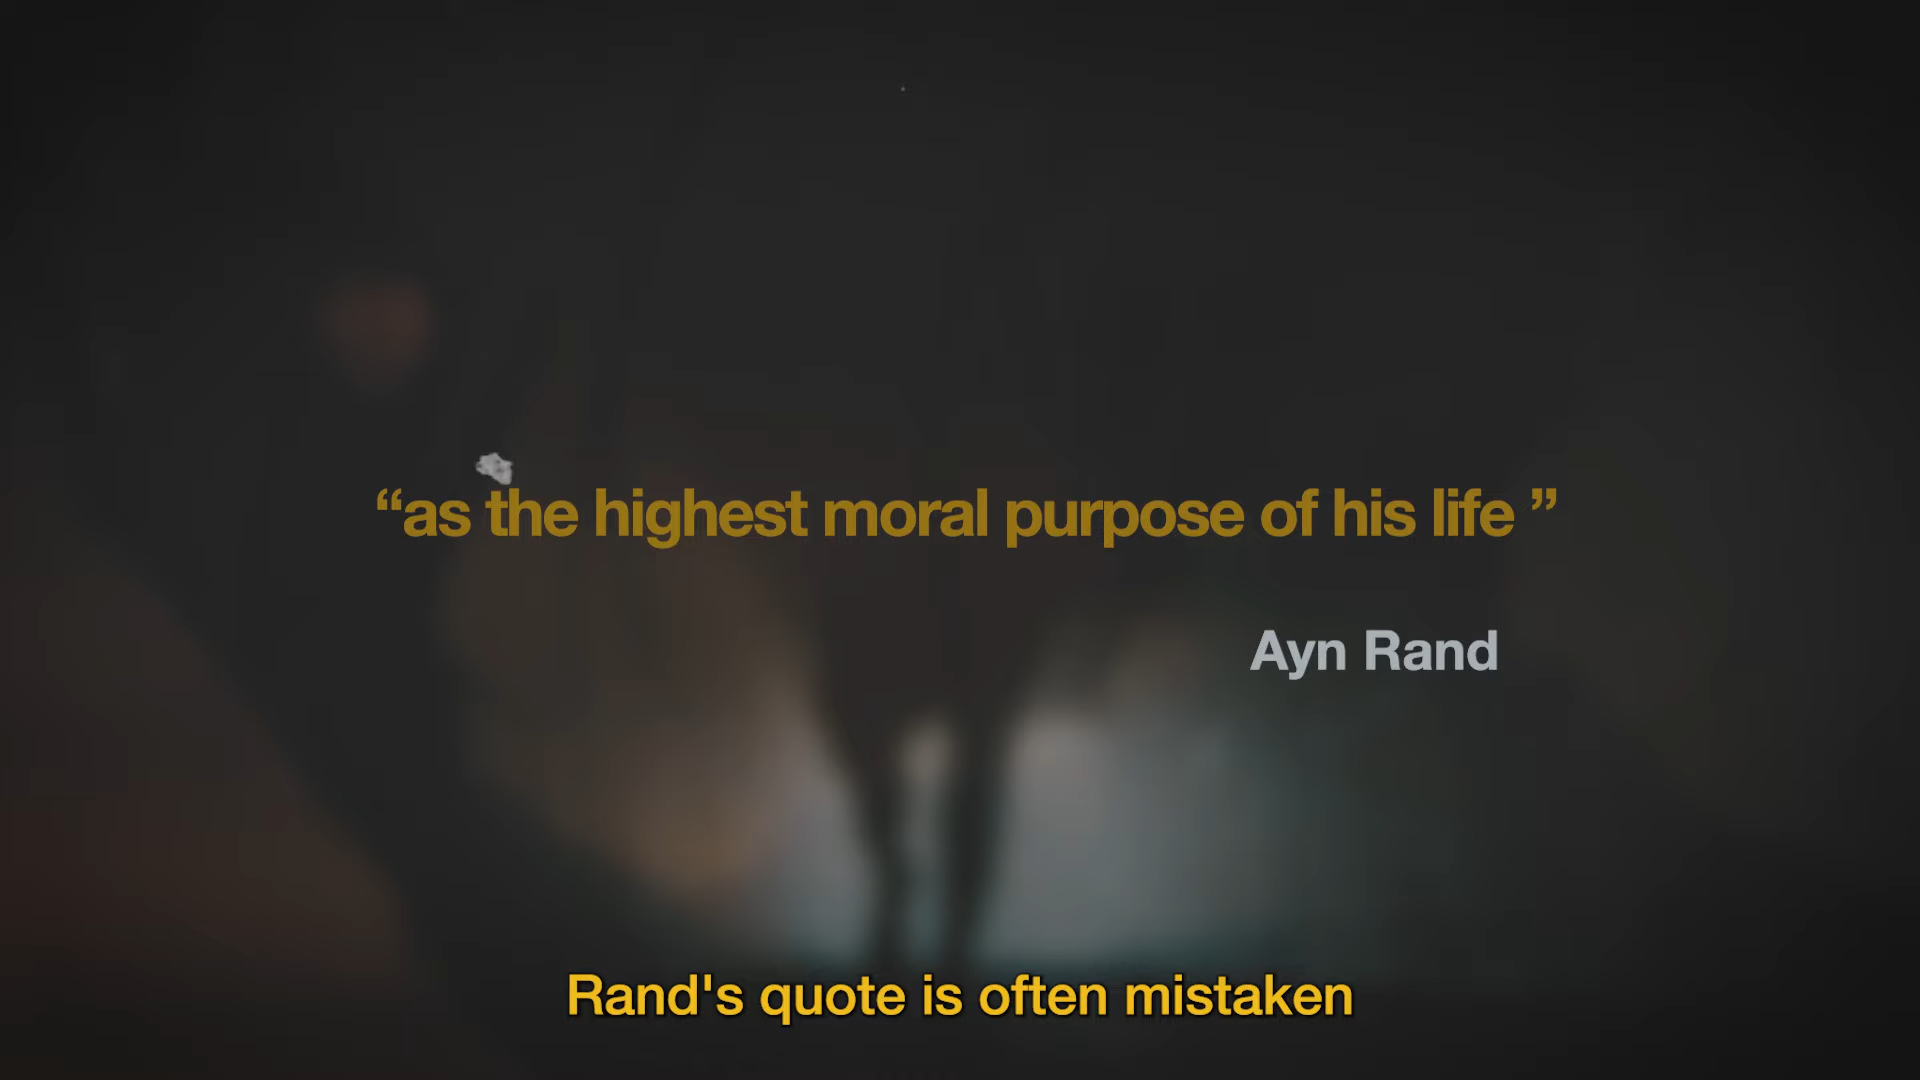 “as the highest moral purpose of his life ”
Ayn Rand
Rand's quote is often mistaken